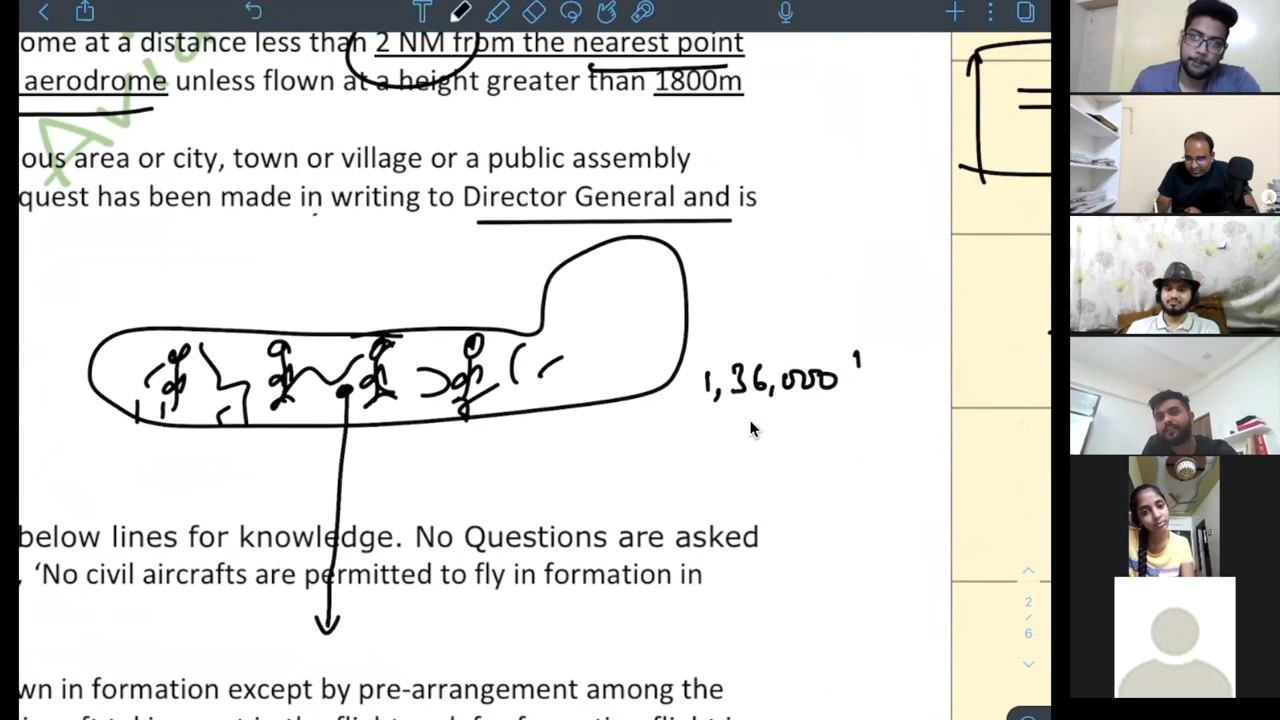 ome at a distance less than 2 NM from the nearest point
aerodrome unless flown at a height greater than 1800m
Avia
ous area or city, town or village or a public assembly
quest has been made in writing to Director General and is
1,36,000'
below lines for knowledge. No Questions are asked
. ‘No civil aircrafts are permitted to fly in formation in
wn in formation except by pre-arrangement among the
2
/
6